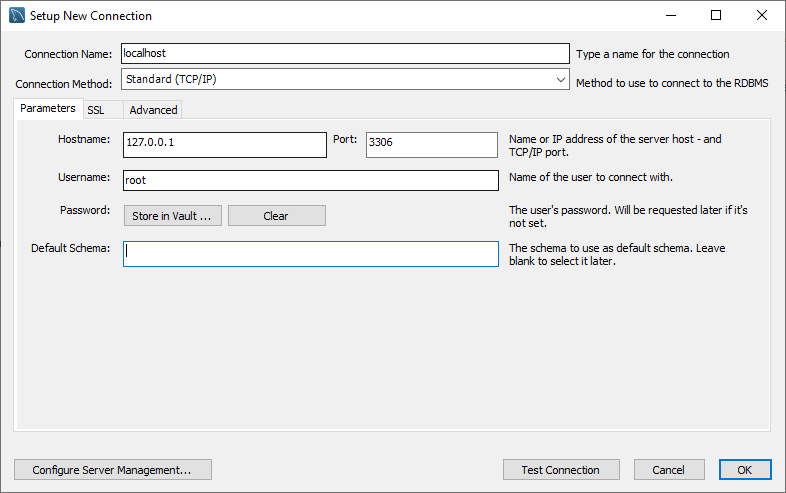 Setup New Connection
Connection Name: localhost Type a name for the connection
Connection Method: Standard (TCP/IP) Method to use to connect to the RDBMS
Parameters SSL Advanced
Hostname: 127.0.0.1 Port: 3306 Name or IP address of the server host - and
TCP/IP port.
Username: root Name of the user to connect with.
Password: Store in Vault ... Clear The user's password. Will be requested later if it's
not set.
Default Schema: The schema to use as default schema. Leave
blank to select it later.
Configure Server Management... Test Connection Cancel OK